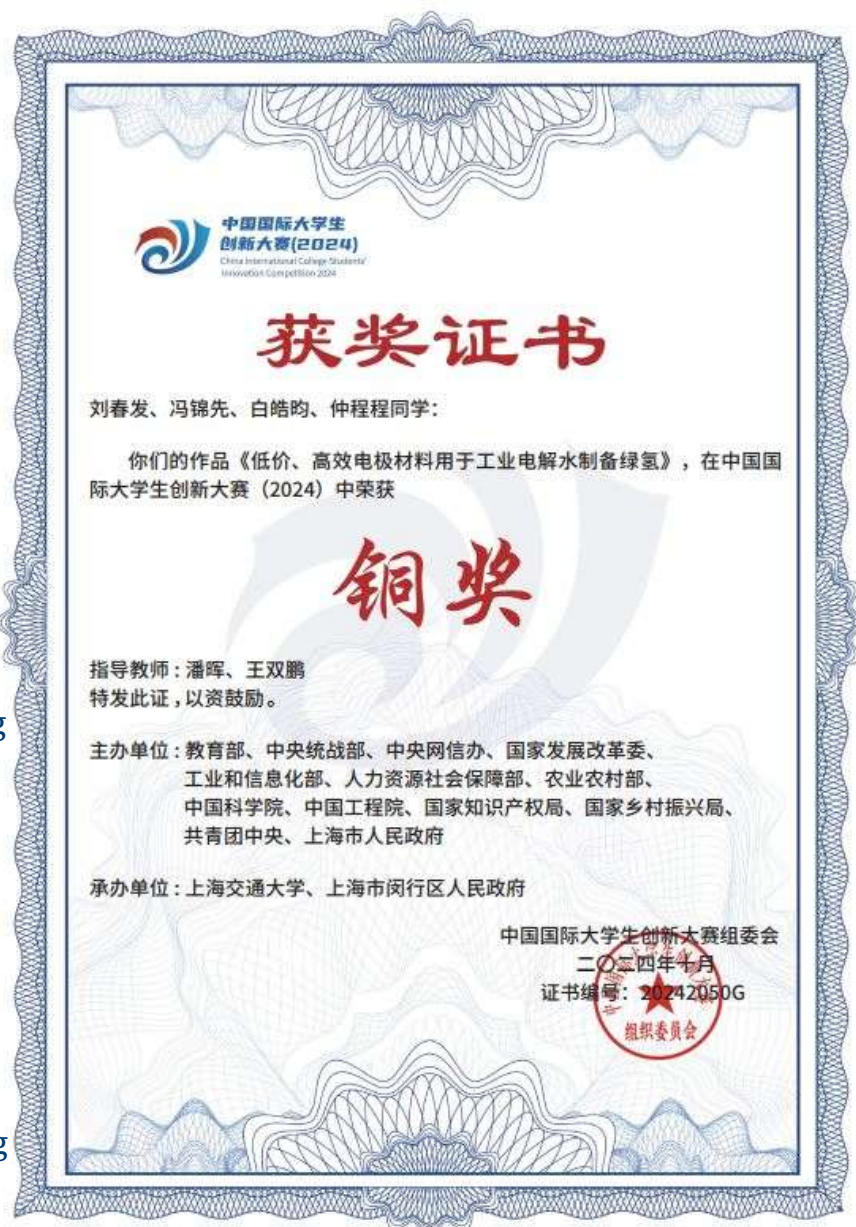 中国国际大学生
创新大赛(2024)
China International College Students'
Innovation Competition 2024
获奖证书
刘春发、冯锦先、白皓昀、仲程程同学：
你们的作品《低价、高效电极材料用于工业电解水制备绿氢》，在中国国
际大学生创新大赛（2024）中荣获
铜奖
指导教师：潘晖、王双鹏
特发此证，以资鼓励。
g
主办单位：教育部、中央统战部、中央网信办、国家发展改革委、
工业和信息化部、人力资源社会保障部、农业农村部、
中国科学院、中国工程院、国家知识产权局、国家乡村振兴局、
共青团中央、上海市人民政府
承办单位：上海交通大学、上海市闵行区人民政府
中国国际大学生创新大赛组委会
二〇二四年十月
证书编号：20242050G
组织委员会
g